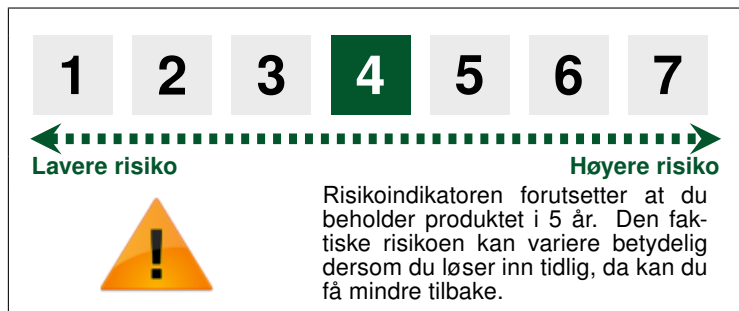 1 2 3 4 5 6 7
Lavere risiko Høyere risiko
Risikoindikatoren forutsetter at du
beholder produktet i 5 år. Den fak-
tiske risikoen kan variere betydelig
dersom du løser inn tidlig, da kan du
få mindre tilbake.